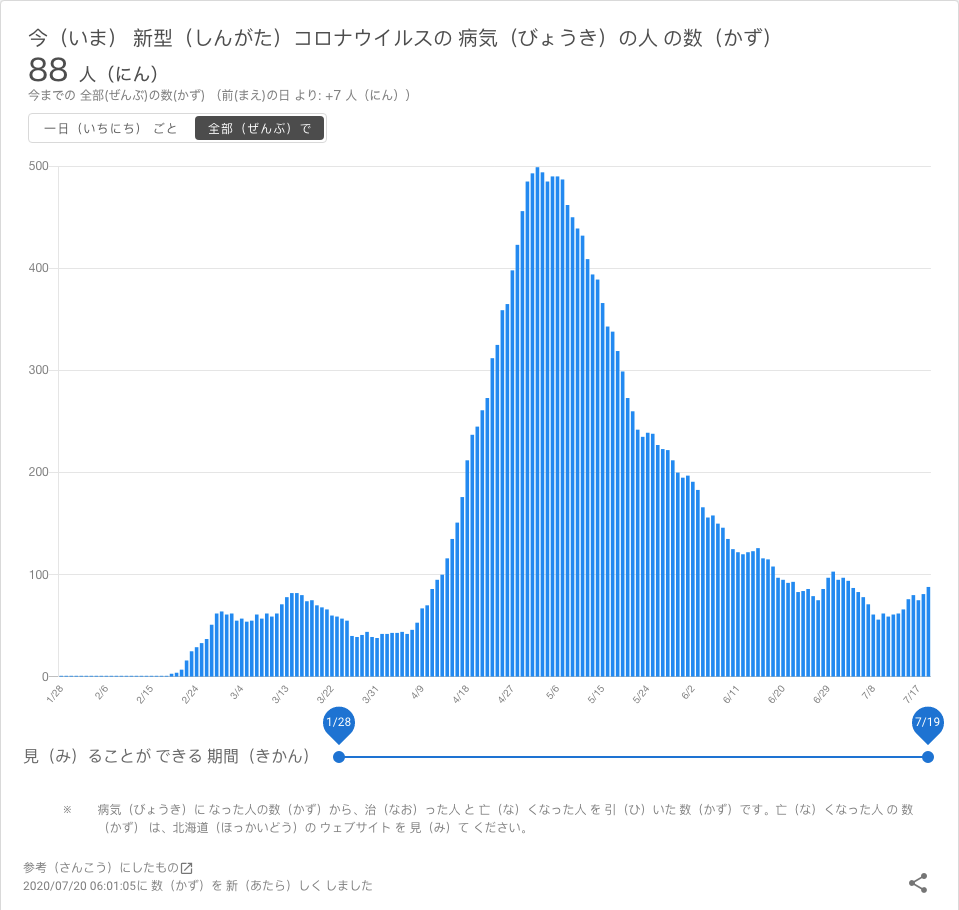 今（いま） 新型（しんがた）コロナウイルスの 病気（びょうき）の人 の数（かず）
88 人（にん）
今までの 全部(ぜんぶ)の数(かず) （前(まえ)の日 より: +7 人（にん））
一日（いちにち） ごと 全部（ぜんぶ）で
500
400
300
200
100
0
1/28 2/6 2/15 2/24 3/4 3/13 3/22 3/31 4/9 4/18 4/27 5/6 5/15 5/24 6/2 6/11 6/20 6/29 7/8 7/17
1/28 7/19
見（み）ることが できる 期間（きかん）
※ 病気（びょうき）に なった人の数（かず）から、治（なお）った人 と 亡（な）くなった人 を 引（ひ）いた 数（かず）です。亡（な）くなった人 の 数
（かず） は、北海道（ほっかいどう）の ウェブサイト を 見（み）て ください。
参考（さんこう）にしたもの
2020/07/20 06:01:05に 数（かず）を 新（あたら）しく しました